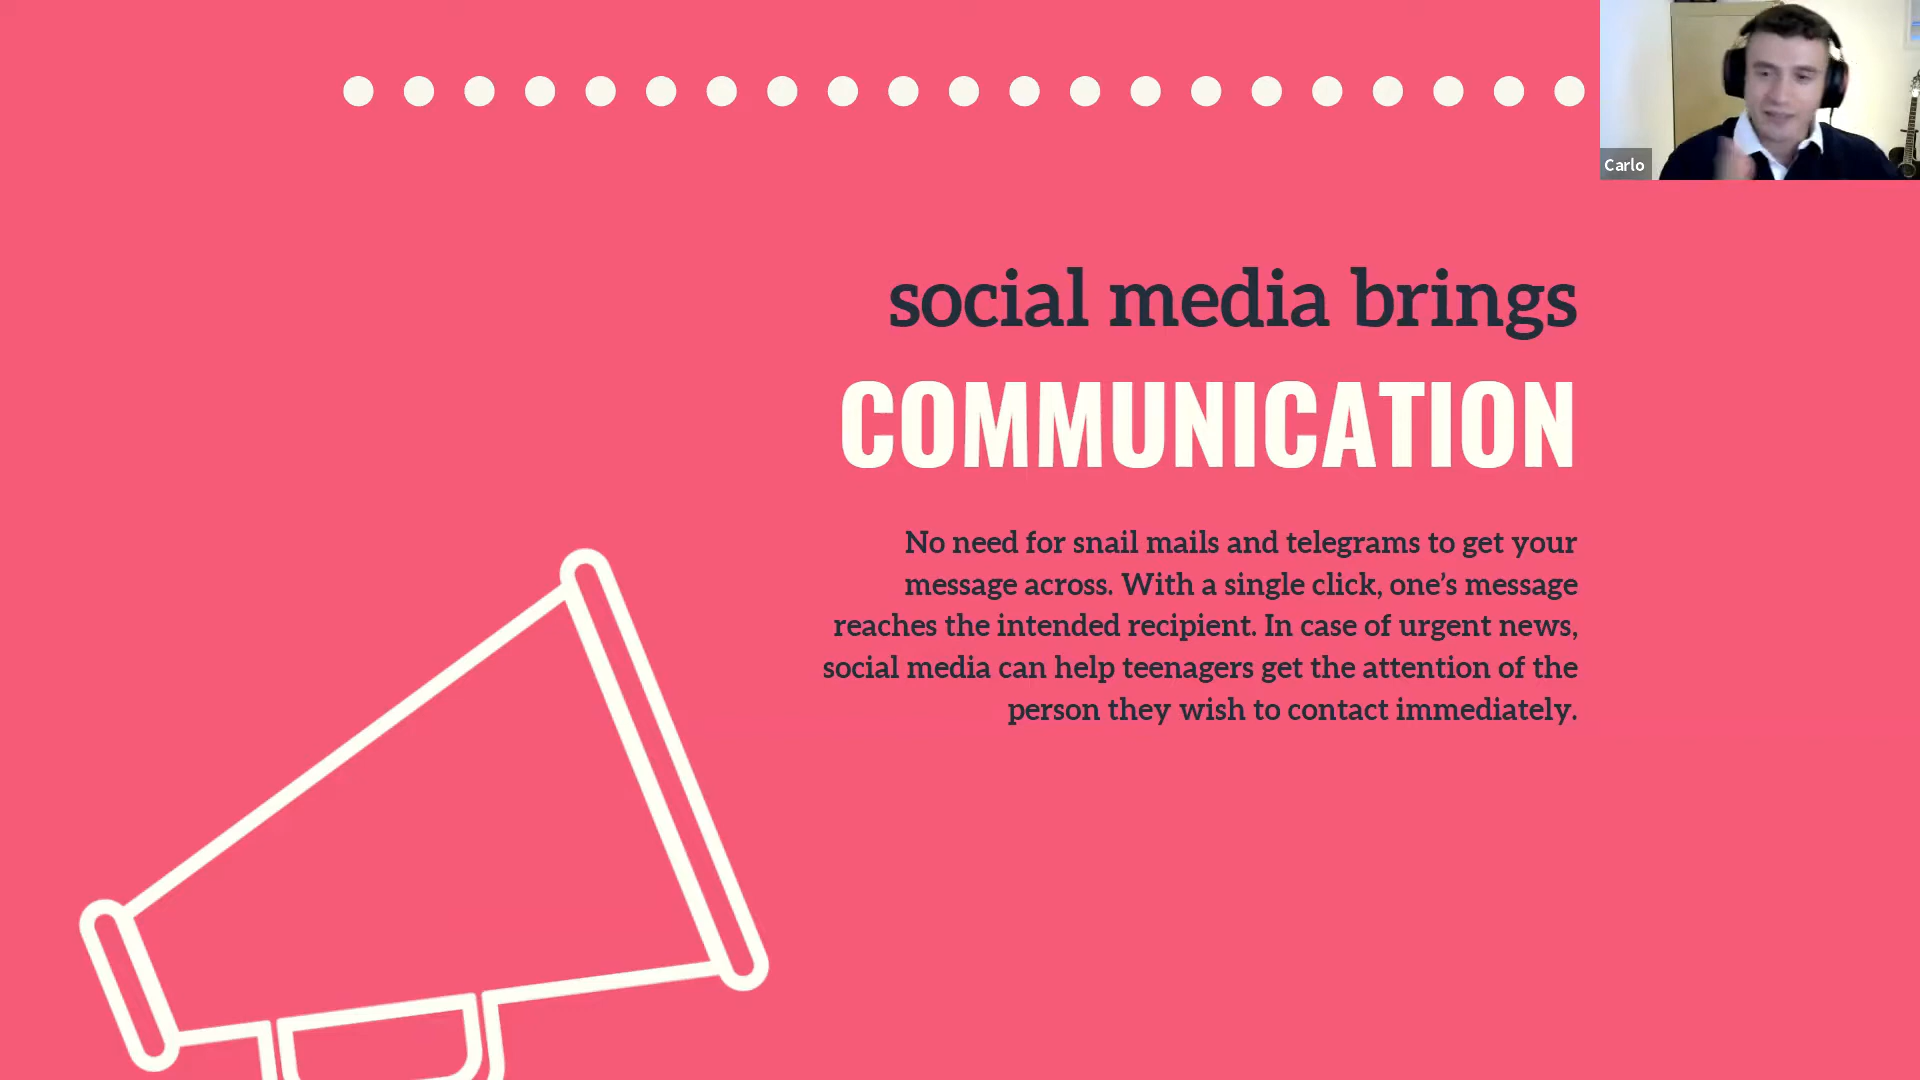 Carlo
social media brings
COMMUNICATION
No need for snail mails and telegrams to get your
message across. With a single click, one’s message
reaches the intended recipient. In case of urgent news,
social media can help teenagers get the attention of the
person they wish to contact immediately.